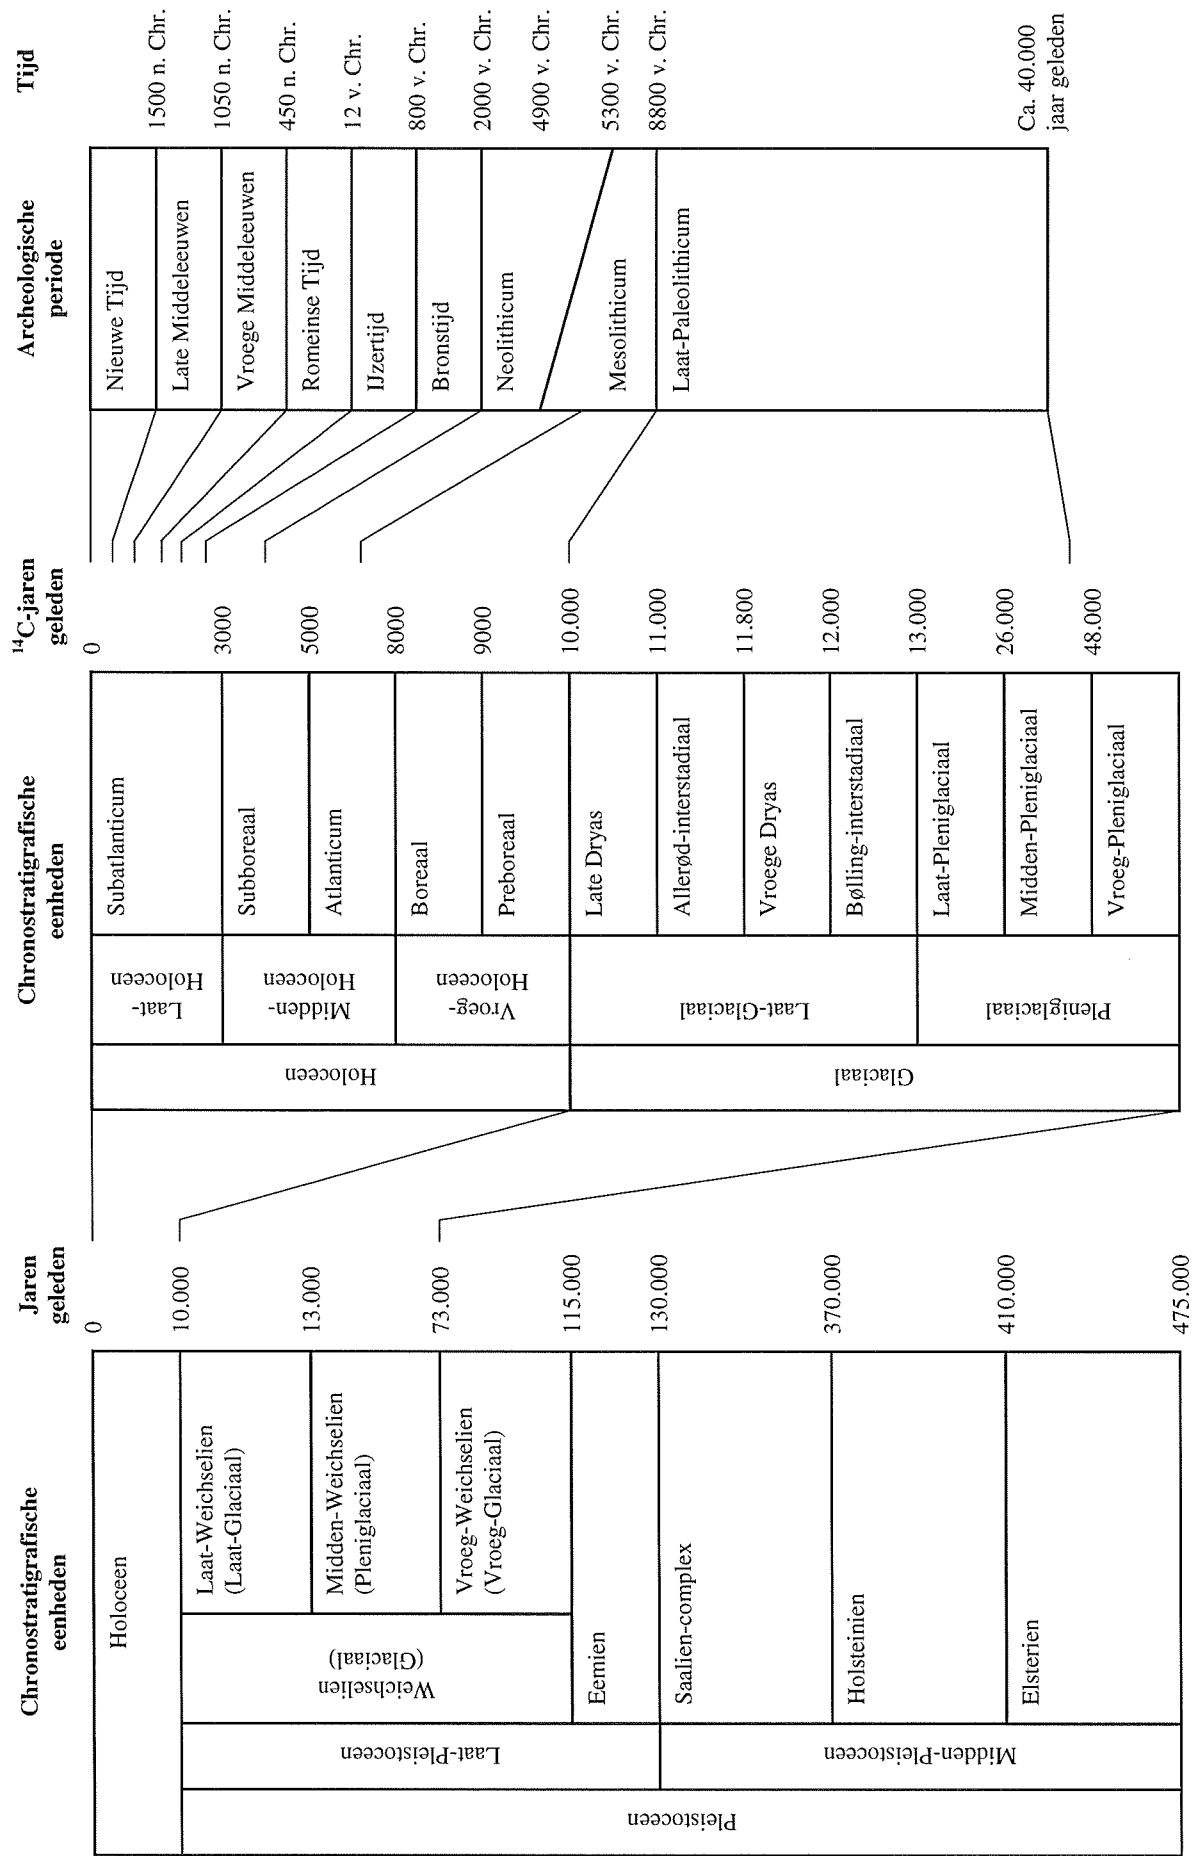 Chronostratigrafische
eenheden
Jaren
geleden
Holoceen
Pleistoceen
Laat-Pleistoceen
Midden-Pleistoceen
Weichselien
(Glaciaal)
Laat-Weichselien
(Laat-Glaciaal)
Midden-Weichselien
(Pleniglaciaal)
Vroeg-Weichselien
(Vroeg-Glaciaal)
Eemien
Saalien-complex
Holsteinien
Elsterien
0
10.000
13.000
73.000
115.000
130.000
370.000
410.000
475.000
Chronostratigrafische
eenheden
¹⁴C-jaren
geleden
Holoceen
Glaciaal
Laat-
Holoceen
Midden-
Holoceen
Vroeg-
Holoceen
Laat-Glaciaal
Pleniglaciaal
Subatlanticum
Subboreaal
Atlanticum
Boreaal
Preboreaal
Late Dryas
Allerød-interstadiaal
Vroege Dryas
Bølling-interstadiaal
Laat-Pleniglaciaal
Midden-Pleniglaciaal
Vroeg-Pleniglaciaal
0
3000
5000
8000
9000
10.000
11.000
11.800
12.000
13.000
26.000
48.000
Archeologische
periode
Tijd
Nieuwe Tijd
Late Middeleeuwen
Vroege Middeleeuwen
Romeinse Tijd
IJzertijd
Bronstijd
Neolithicum
Mesolithicum
Laat-Paleolithicum
1500 n. Chr.
1050 n. Chr.
450 n. Chr.
12 v. Chr.
800 v. Chr.
2000 v. Chr.
4900 v. Chr.
5300 v. Chr.
8800 v. Chr.
Ca. 40.000
jaar geleden